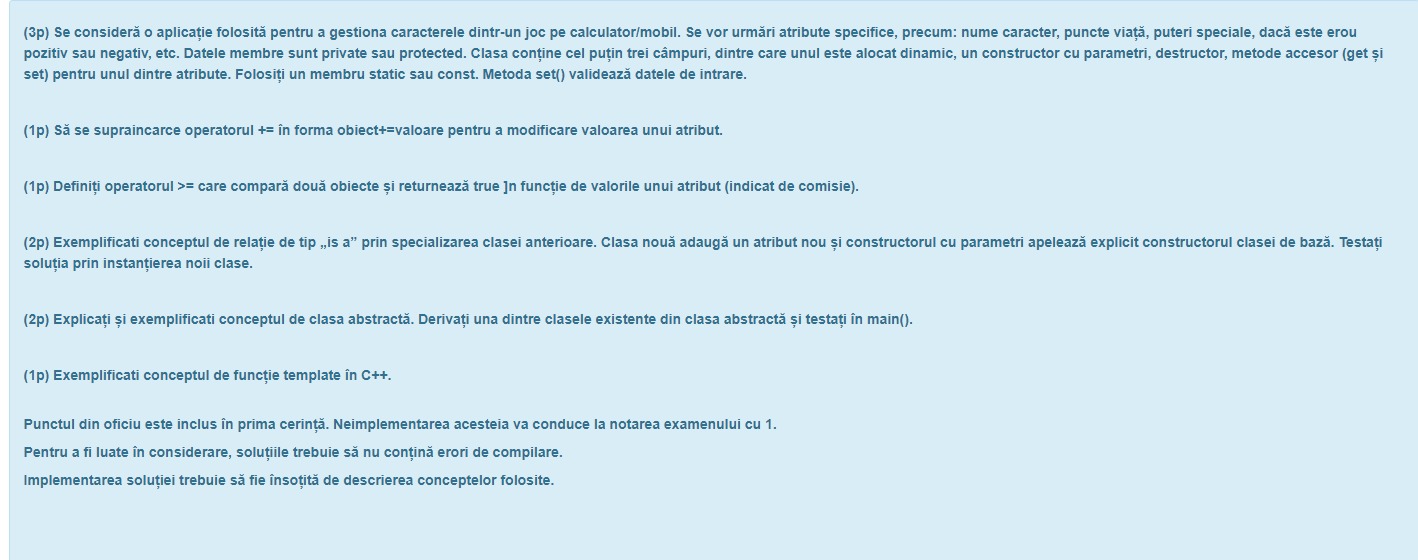 (3p) Se consideră o aplicație folosită pentru a gestiona caracterele dintr-un joc pe calculator/mobil. Se vor urmări atribute specifice, precum: nume caracter, puncte viață, puteri speciale, dacă este erou
pozitiv sau negativ, etc. Datele membre sunt private sau protected. Clasa conține cel puțin trei câmpuri, dintre care unul este alocat dinamic, un constructor cu parametri, destructor, metode accesor (get și
set) pentru unul dintre atribute. Folosiți un membru static sau const. Metoda set() validează datele de intrare.
(1p) Să se supraincarce operatorul += în forma obiect+=valoare pentru a modificare valoarea unui atribut.
(1p) Definiți operatorul >= care compară două obiecte și returnează true ]n funcție de valorile unui atribut (indicat de comisie).
(2p) Exemplificati conceptul de relație de tip „is a” prin specializarea clasei anterioare. Clasa nouă adaugă un atribut nou și constructorul cu parametri apelează explicit constructorul clasei de bază. Testați
soluția prin instanțierea noii clase.
(2p) Explicați și exemplificati conceptul de clasa abstractă. Derivați una dintre clasele existente din clasa abstractă și testați în main().
(1p) Exemplificati conceptul de funcție template în C++.
Punctul din oficiu este inclus în prima cerință. Neimplementarea acesteia va conduce la notarea examenului cu 1.
Pentru a fi luate în considerare, soluțiile trebuie să nu conțină erori de compilare.
Implementarea soluției trebuie să fie însoțită de descrierea conceptelor folosite.